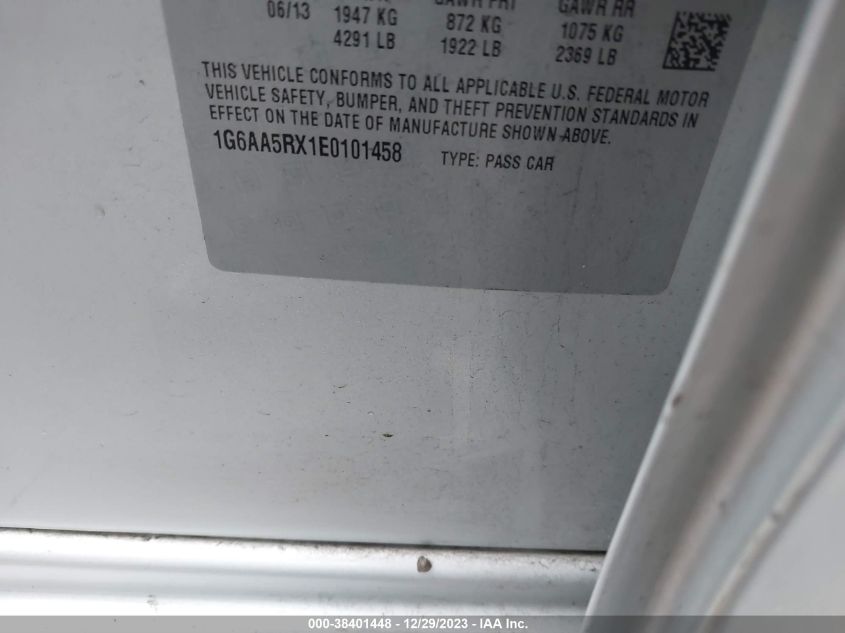 GAWR RR
06/13 1947 KG 872 KG 1075 KG
4291 LB 1922 LB 2369 LB
THIS VEHICLE CONFORMS TO ALL APPLICABLE U.S. FEDERAL MOTOR
VEHICLE SAFETY, BUMPER, AND THEFT PREVENTION STANDARDS IN
EFFECT ON THE DATE OF MANUFACTURE SHOWN ABOVE.
1G6AA5RX1E0101458 TYPE: PASS CAR
000-38401448 - 12/29/2023 - IAA Inc.